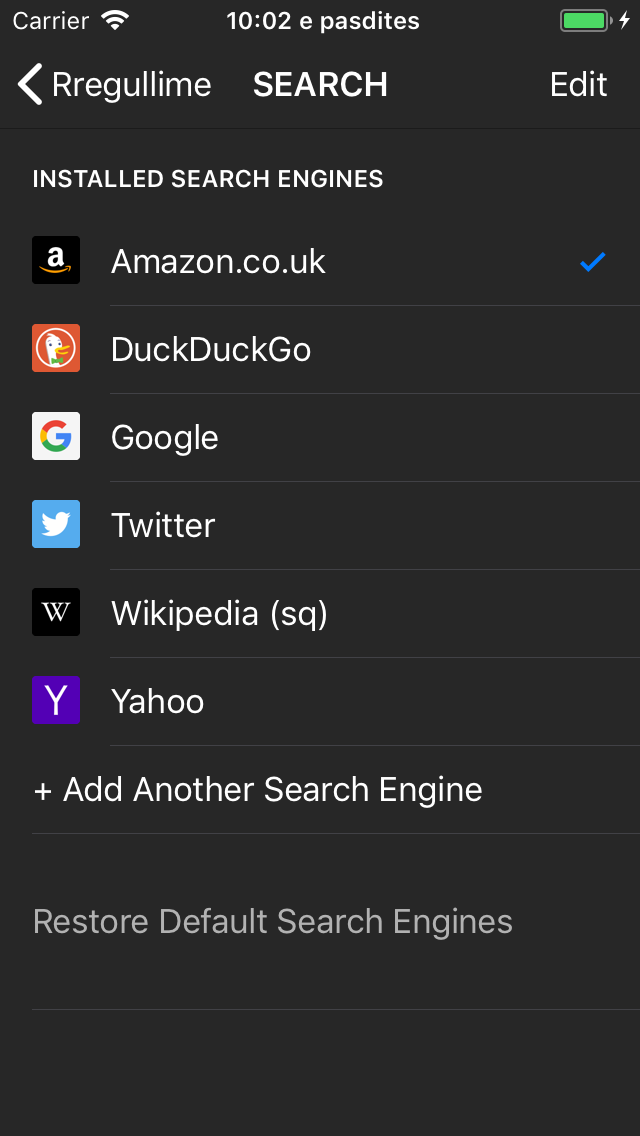 Carrier 10:02 e pasdites
Rregullime SEARCH Edit
INSTALLED SEARCH ENGINES
a Amazon.co.uk
DuckDuckGo
G Google
Twitter
W Wikipedia (sq)
Y Yahoo
+ Add Another Search Engine
Restore Default Search Engines